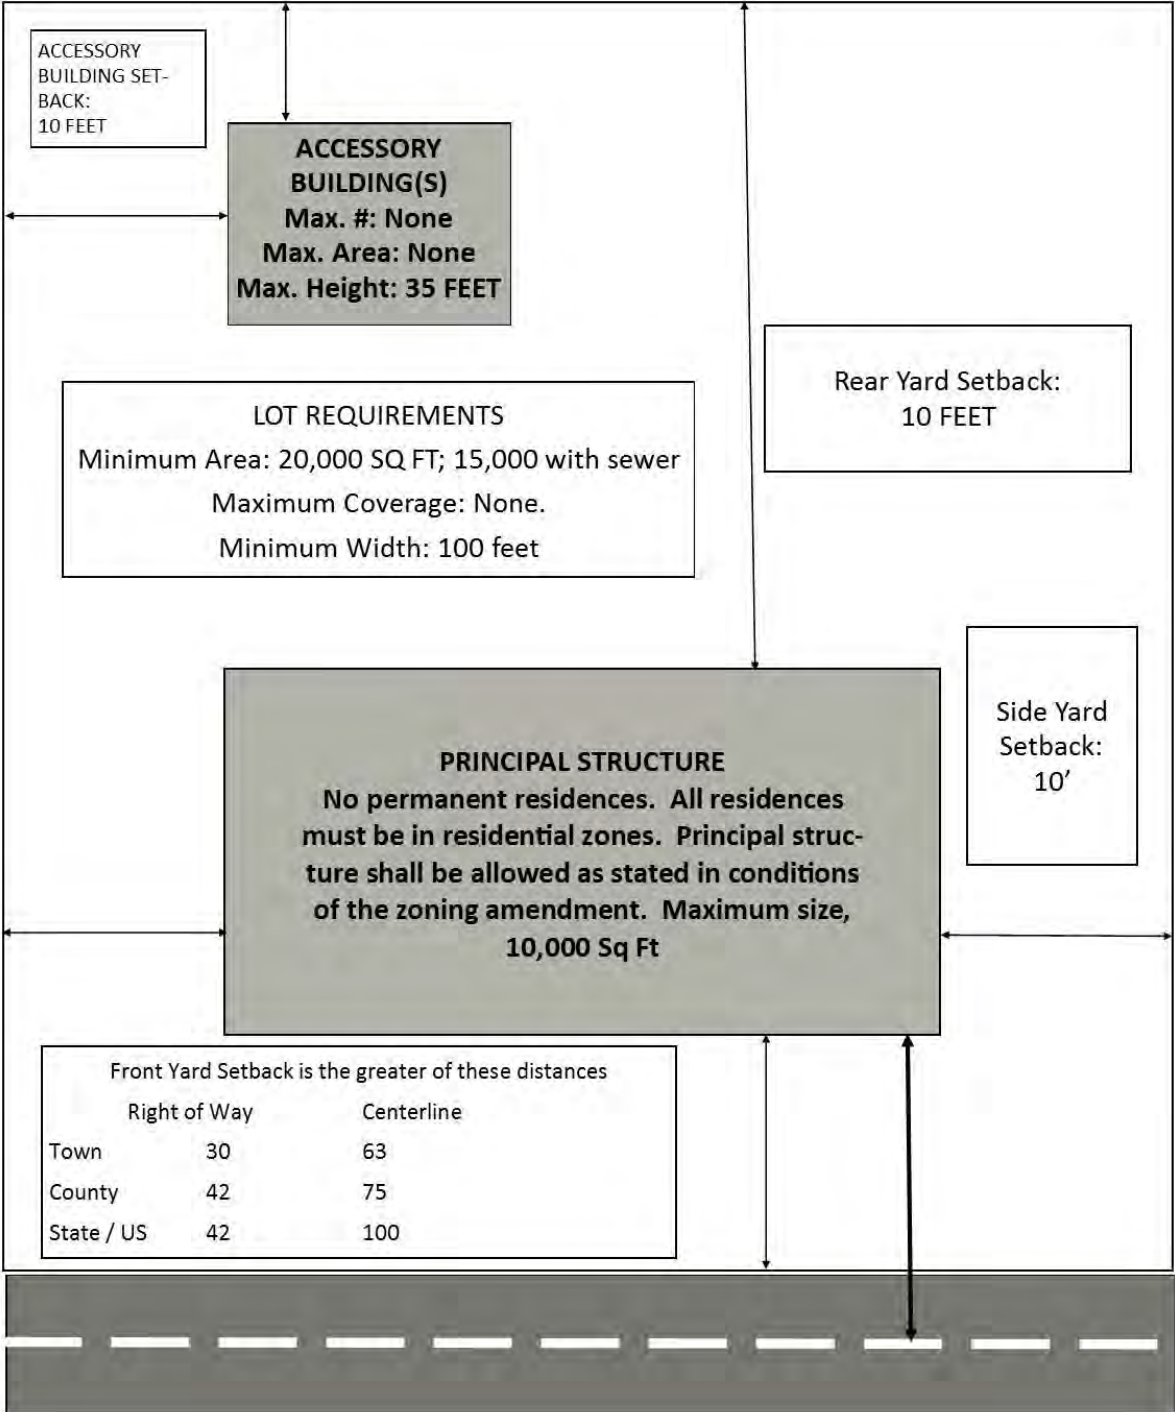 ACCESSORY
BUILDING SET-
BACK:
10 FEET
ACCESSORY
BUILDING(S)
Max. #: None
Max. Area: None
Max. Height: 35 FEET
Rear Yard Setback:
10 FEET
LOT REQUIREMENTS
Minimum Area: 20,000 SQ FT; 15,000 with sewer
Maximum Coverage: None.
Minimum Width: 100 feet
Side Yard
Setback:
10’
PRINCIPAL STRUCTURE
No permanent residences. All residences
must be in residential zones. Principal struc-
ture shall be allowed as stated in conditions
of the zoning amendment. Maximum size,
10,000 Sq Ft
Front Yard Setback is the greater of these distances
Right of Way Centerline
Town 30 63
County 42 75
State / US 42 100